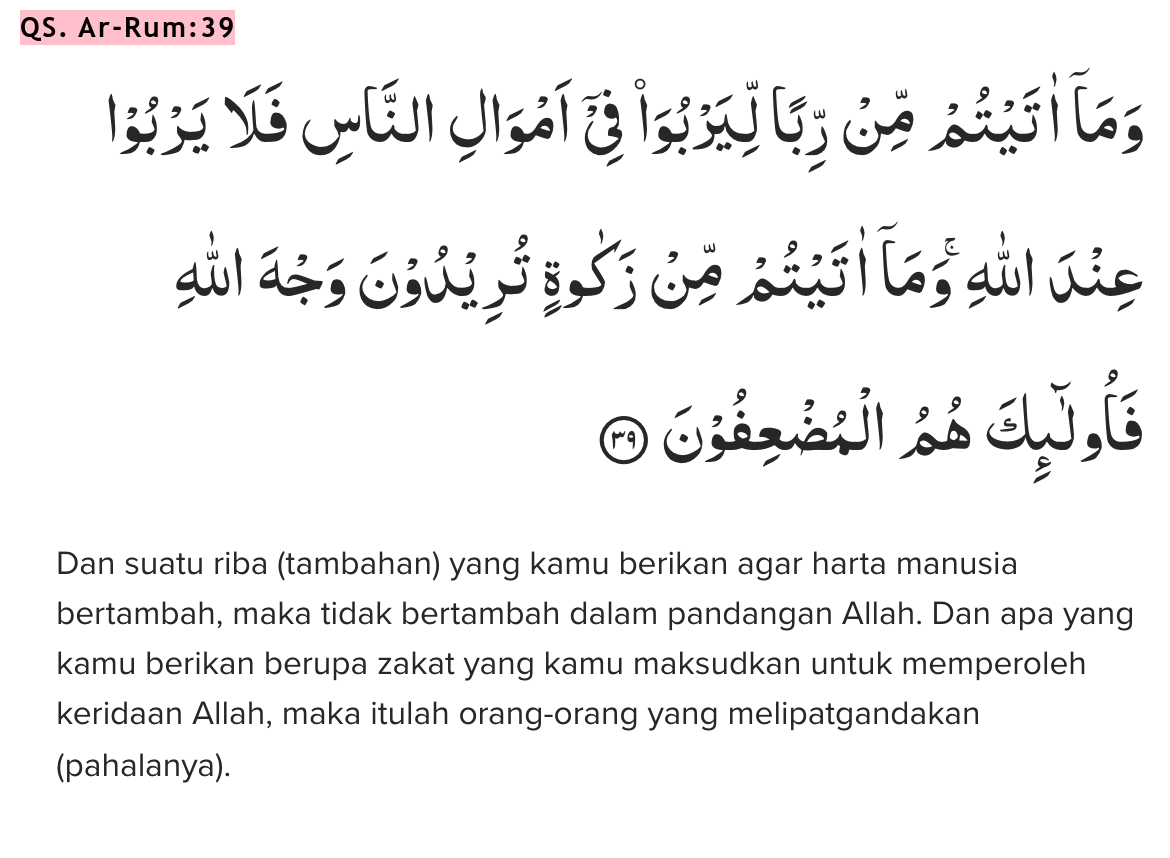 QS. Ar-Rum:39
وَمَآ اٰتَيْتُمْ مِّنْ رِّبًا لِّيَرْبُوَا۠ فِيْٓ اَمْوَالِ النَّاسِ فَلَا يَرْبُوْا
عِنْدَ اللّٰهِ ۚوَمَآ اٰتَيْتُمْ مِّنْ زَكٰوةٍ تُرِيْدُوْنَ وَجْهَ اللّٰهِ
فَاُولٰۤىِٕكَ هُمُ الْمُضْعِفُوْنَ ٣٩
Dan suatu riba (tambahan) yang kamu berikan agar harta manusia
bertambah, maka tidak bertambah dalam pandangan Allah. Dan apa yang
kamu berikan berupa zakat yang kamu maksudkan untuk memperoleh
keridaan Allah, maka itulah orang-orang yang melipatgandakan
(pahalanya).